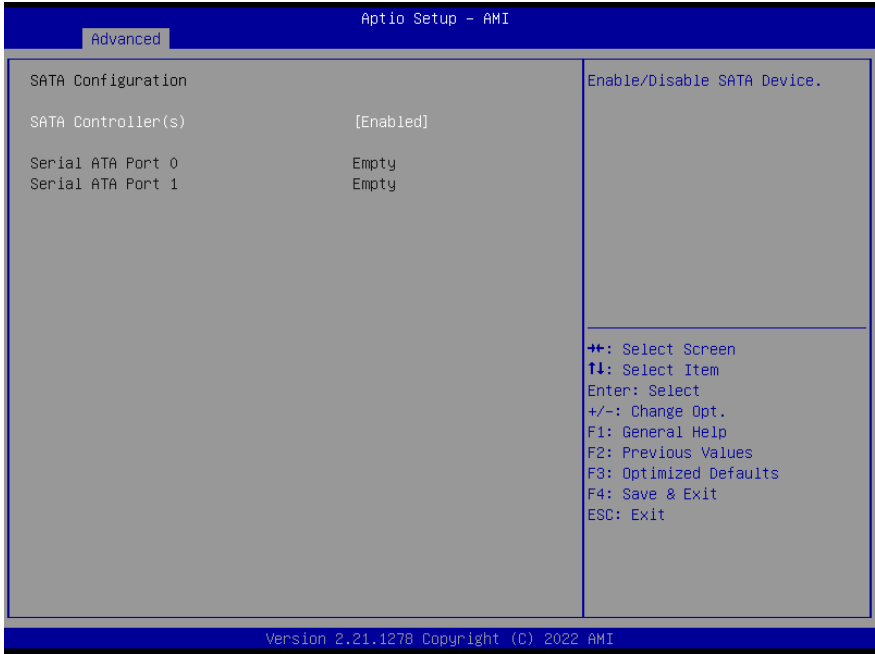 Aptio Setup – AMI
Advanced
SATA Configuration
SATA Controller(s) [Enabled]
Serial ATA Port 0 Empty
Serial ATA Port 1 Empty
Enable/Disable SATA Device.
→←: Select Screen
↑↓: Select Item
Enter: Select
+/-: Change Opt.
F1: General Help
F2: Previous Values
F3: Optimized Defaults
F4: Save & Exit
ESC: Exit
Version 2.21.1278 Copyright (C) 2022 AMI